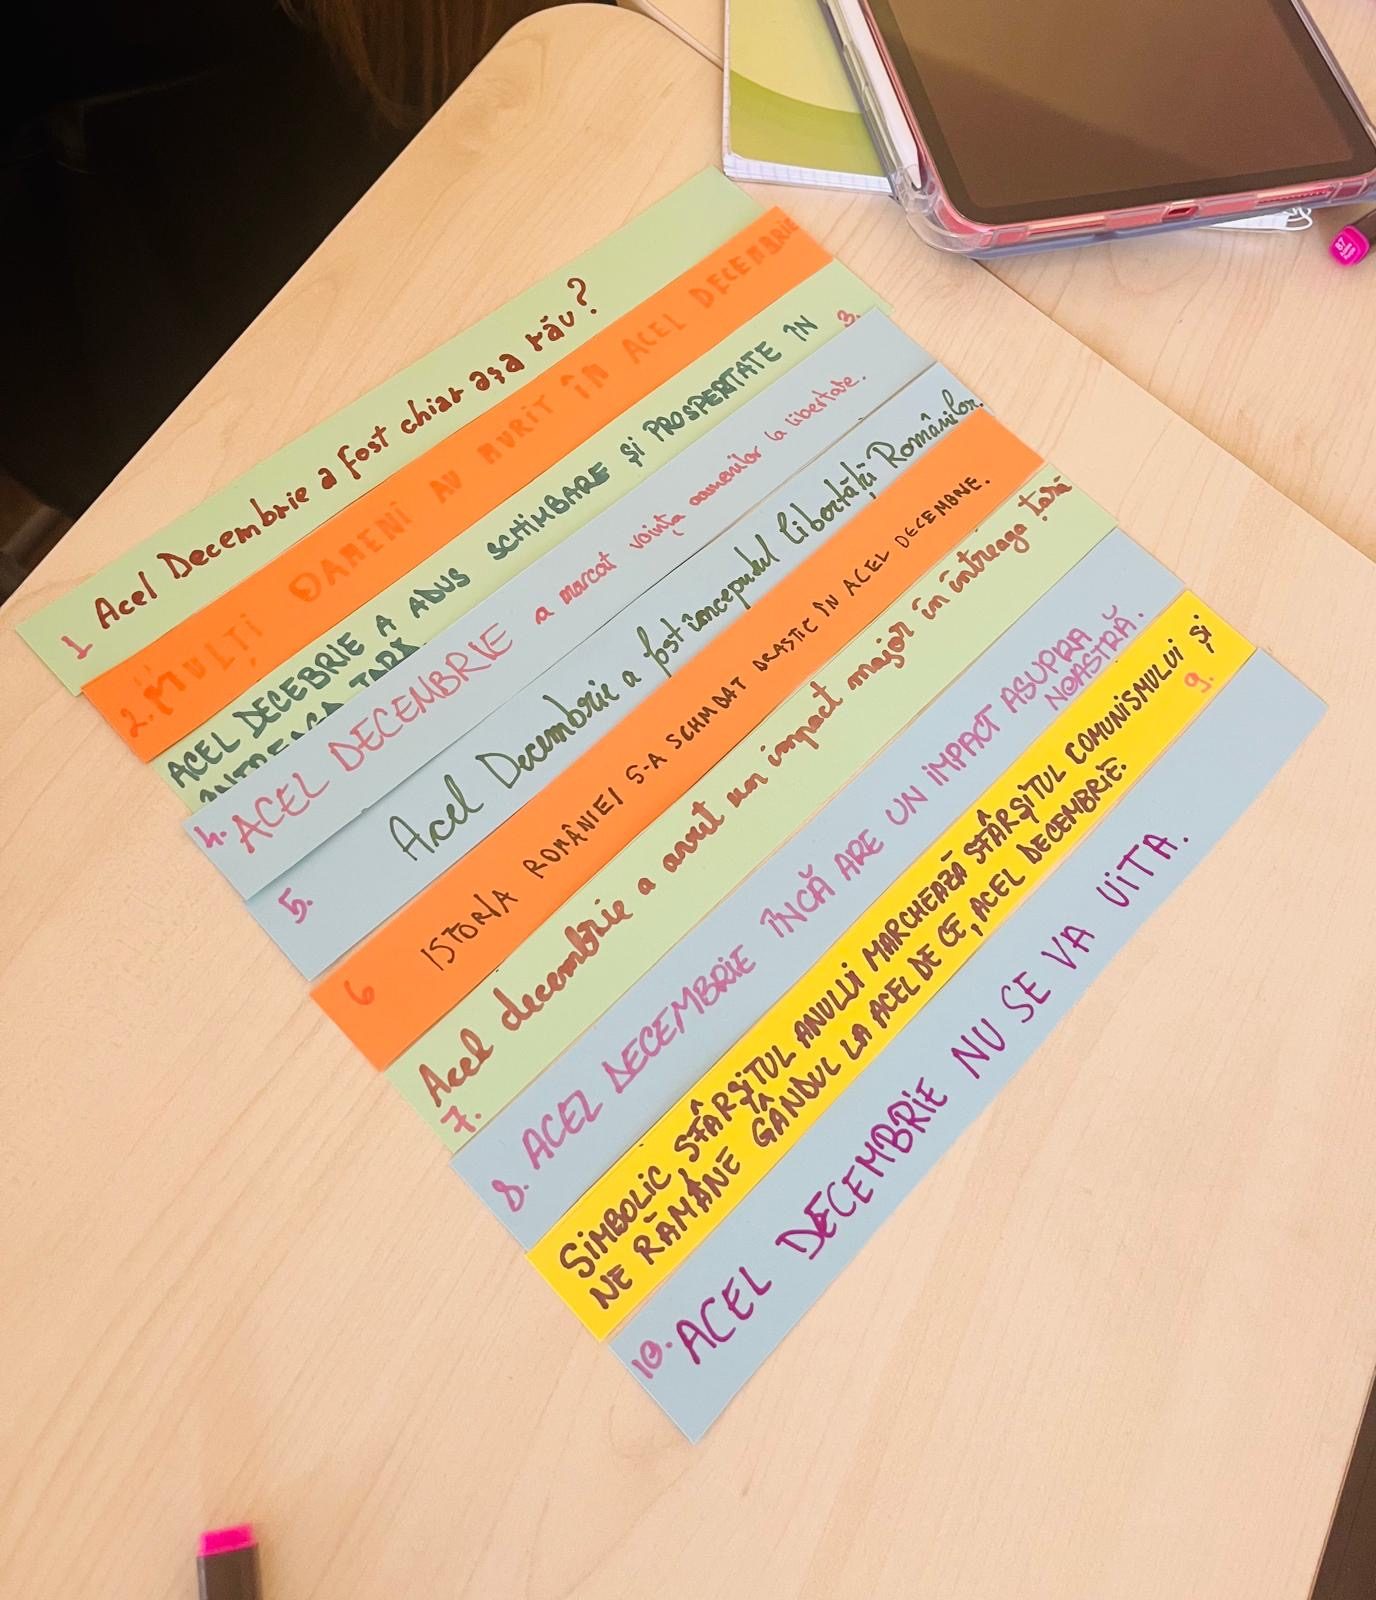 1 Acel Decembrie a fost chiar așa rău?
2. MULȚI OAMENI AU MURIT ÎN ACEL DECEMBRIE
3.
ACEL DECEBRIE A ADUS SCHIMBARE ȘI PROSPERITATE ÎN
ÎNTREAGA ȚARĂ
4. ACEL DECEMBRIE a marcat voința oamenilor la libertate.
5. Acel Decembrie a fost începutul libertății Românilor.
6 ISTORIA ROMÂNIEI S-A SCHIMBAT DRASTIC ÎN ACEL DECEMBRIE.
Acel decembrie a avut un impact major în întreaga țară
7.
8. ACEL DECEMBRIE ÎNCĂ ARE UN IMPACT ASUPRA
NOASTRĂ.
SIMBOLIC SFÂRȘITUL ANULUI MARCHEAZĂ SFÂRȘITUL COMUNISMULUI ȘI
9.
NE RĂMÂNE GÂNDUL LA ACEL DE CE, ACEL DECEMBRIE.
10. ACEL DECEMBRIE NU SE VA UITA.
87